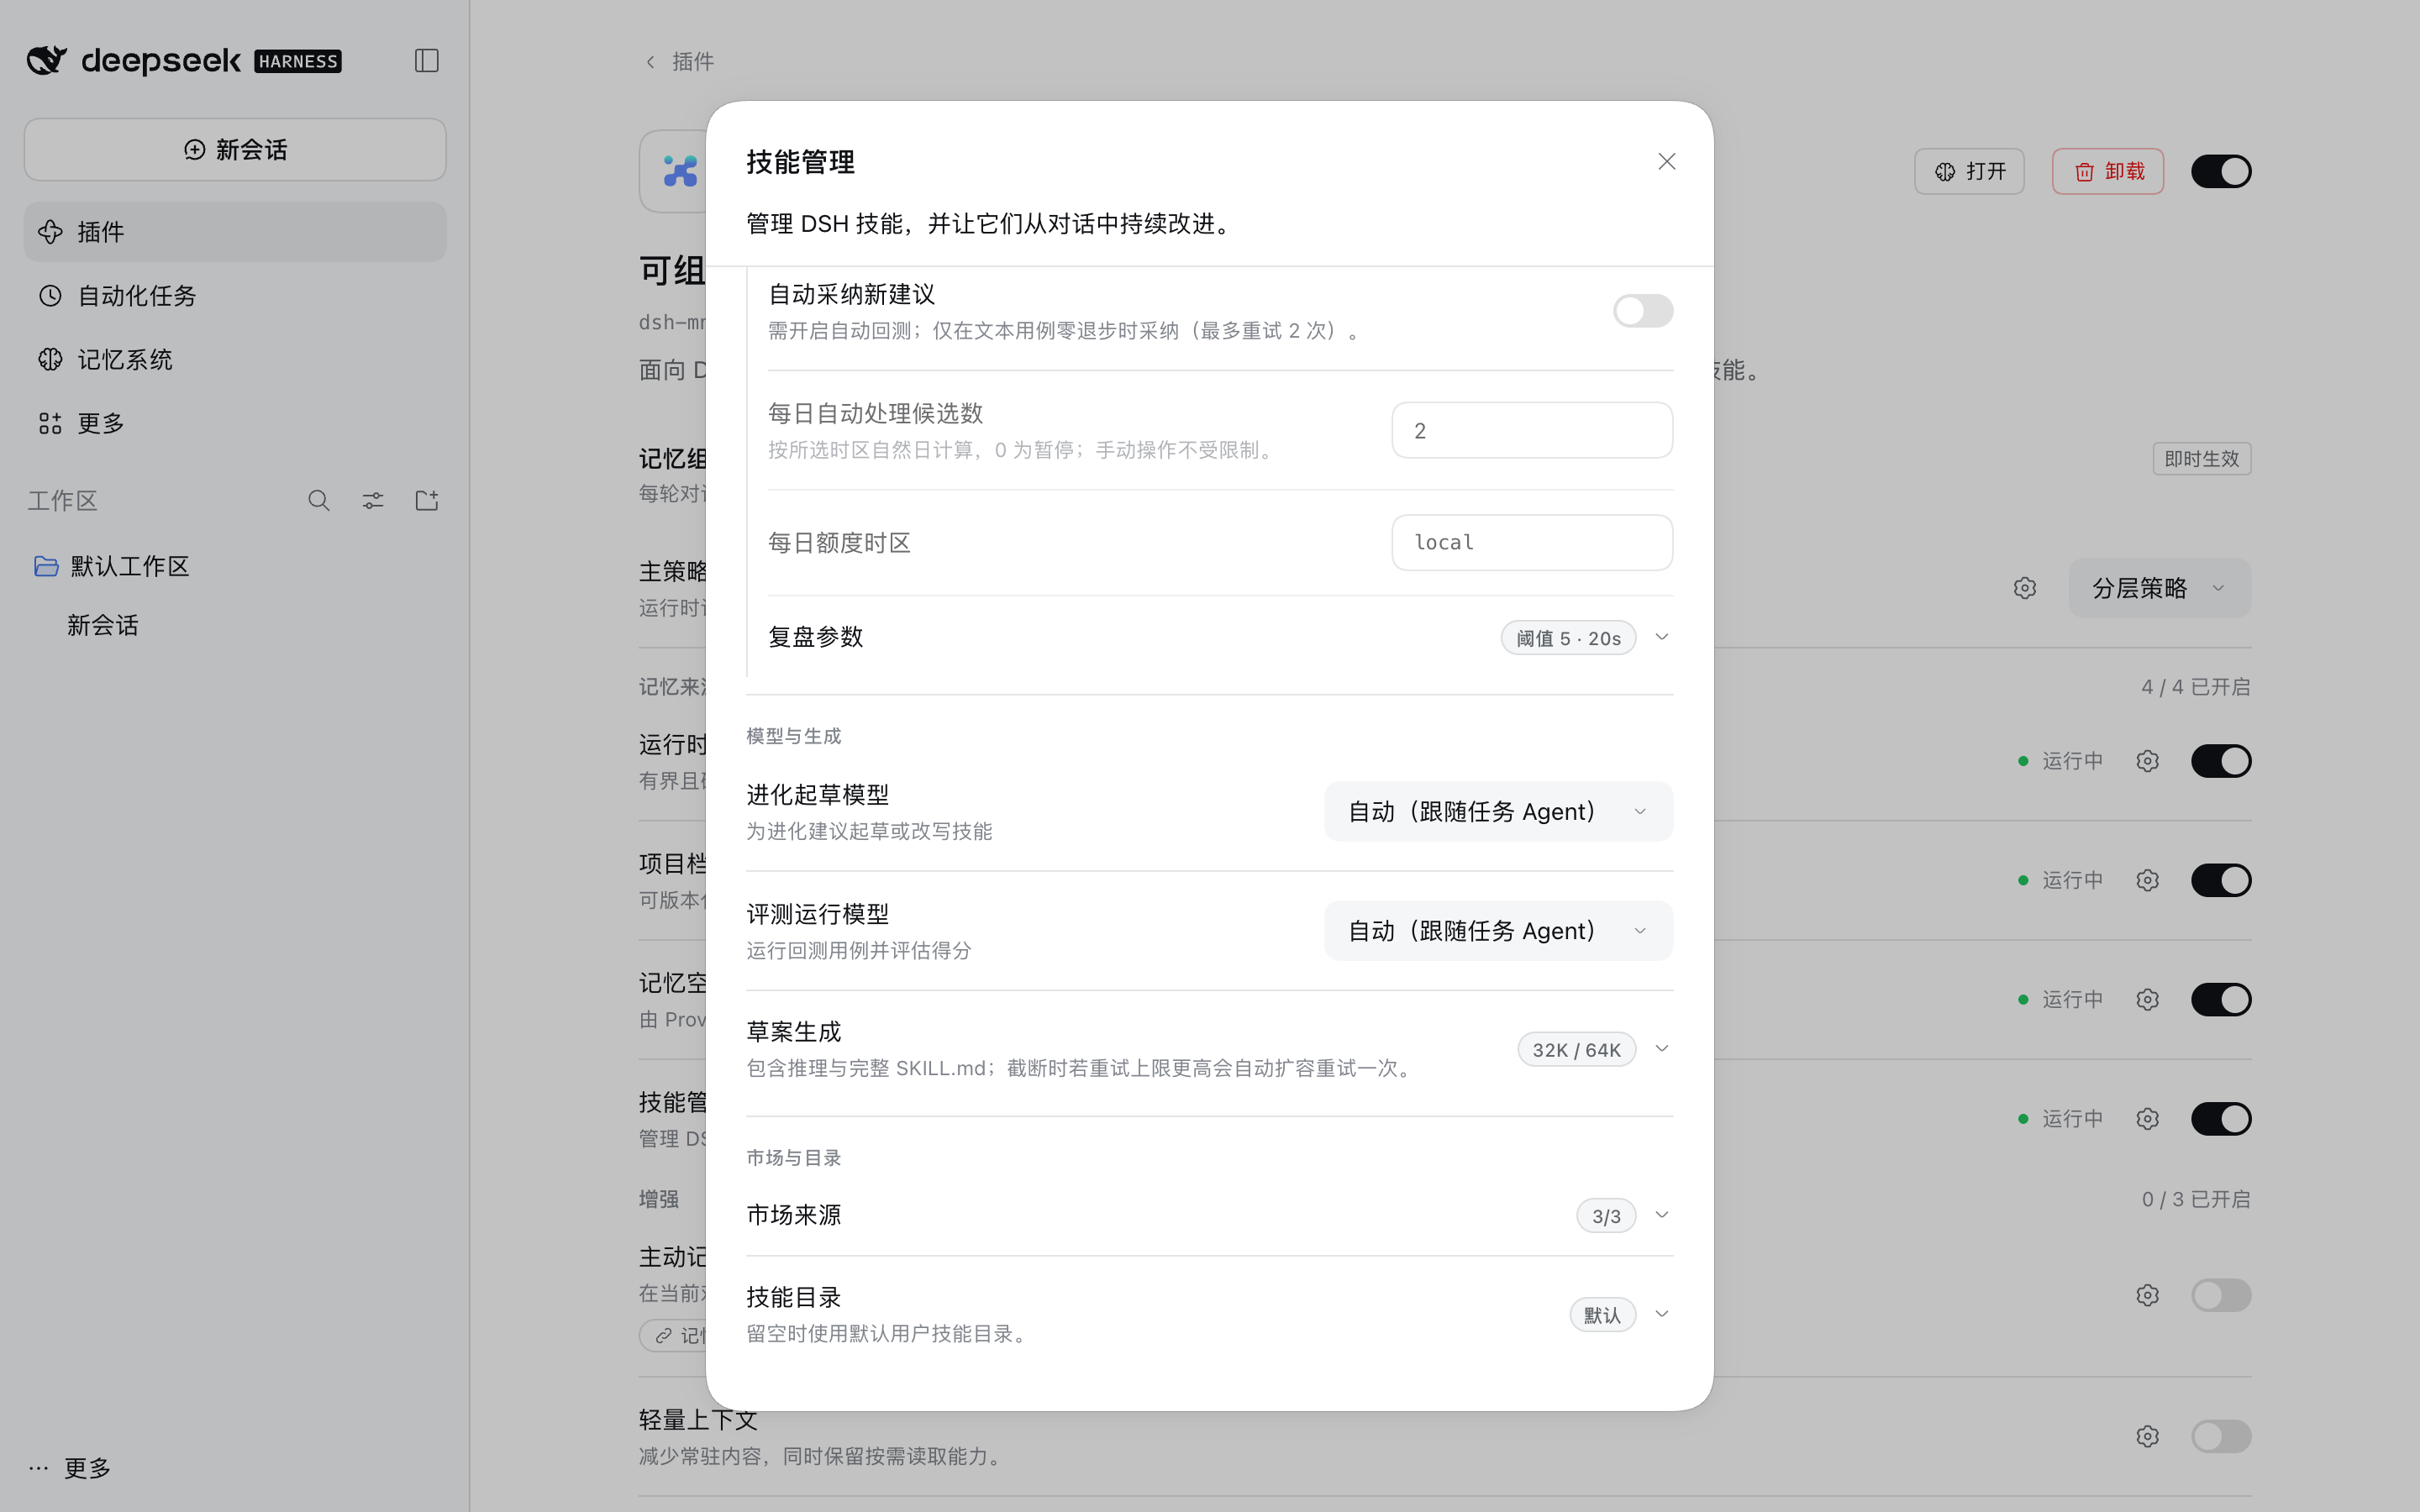 deepseek HARNESS
新会话
插件
自动化任务
记忆系统
更多
工作区
默认工作区
新会话
更多
插件
打开
卸载
可组
dsh-mr
面向 D
技能。
记忆组
每轮对话
即时生效
主策略
运行时
分层策略
记忆来源
4 / 4 已开启
运行时
有界且
运行中
项目档
可版本化
运行中
记忆空
由 Prov
运行中
技能管
管理 DS
运行中
增强
0 / 3 已开启
主动记
在当前
记忆
轻量上下文
减少常驻内容，同时保留按需读取能力。
技能管理
管理 DSH 技能，并让它们从对话中持续改进。
自动采纳新建议
需开启自动回测；仅在文本用例零退步时采纳（最多重试 2 次）。
每日自动处理候选数
按所选时区自然日计算，0 为暂停；手动操作不受限制。
2
每日额度时区
local
复盘参数
阈值 5 · 20s
模型与生成
进化起草模型
为进化建议起草或改写技能
自动（跟随任务 Agent）
评测运行模型
运行回测用例并评估得分
自动（跟随任务 Agent）
草案生成
包含推理与完整 SKILL.md；截断时若重试上限更高会自动扩容重试一次。
32K / 64K
市场与目录
市场来源
3/3
技能目录
留空时使用默认用户技能目录。
默认